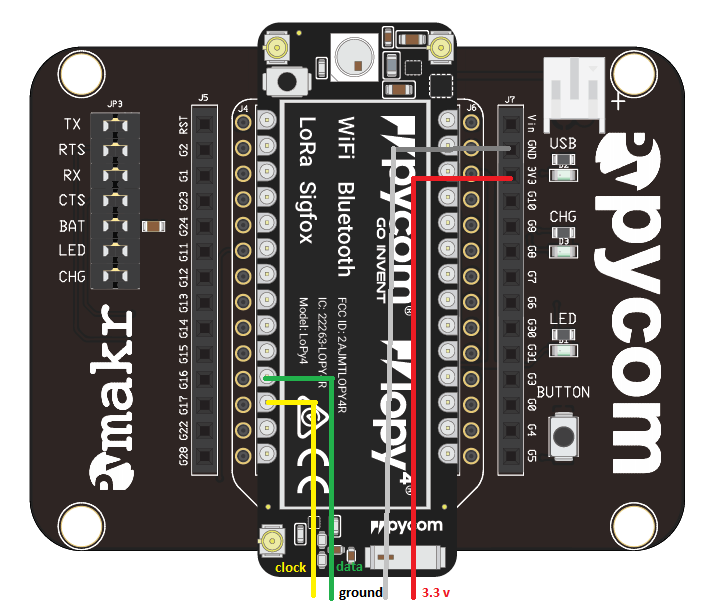 JP3
TX
RTS
RX
CTS
BAT
LED
CHG
J5
RST
G2
G1
G23
G24
G11
G12
G13
G14
G15
G16
G17
G22
G28
J4
J6
J7
Vin
GND
3V3
G10
G9
G8
G7
G6
G30
G31
G3
G0
G4
G5
+
USB
D2
CHG
D3
LED
D1
BUTTON
WiFi Bluetooth
LoRa Sigfox
FCC ID: 2AJMTLOPY4R
IC: 22263-LOPY4R
Model: LoPy4
pycom®
GO INVENT
lopy4®
CE
pycom
Pymakr
pycom
clock
data
ground
3.3 v